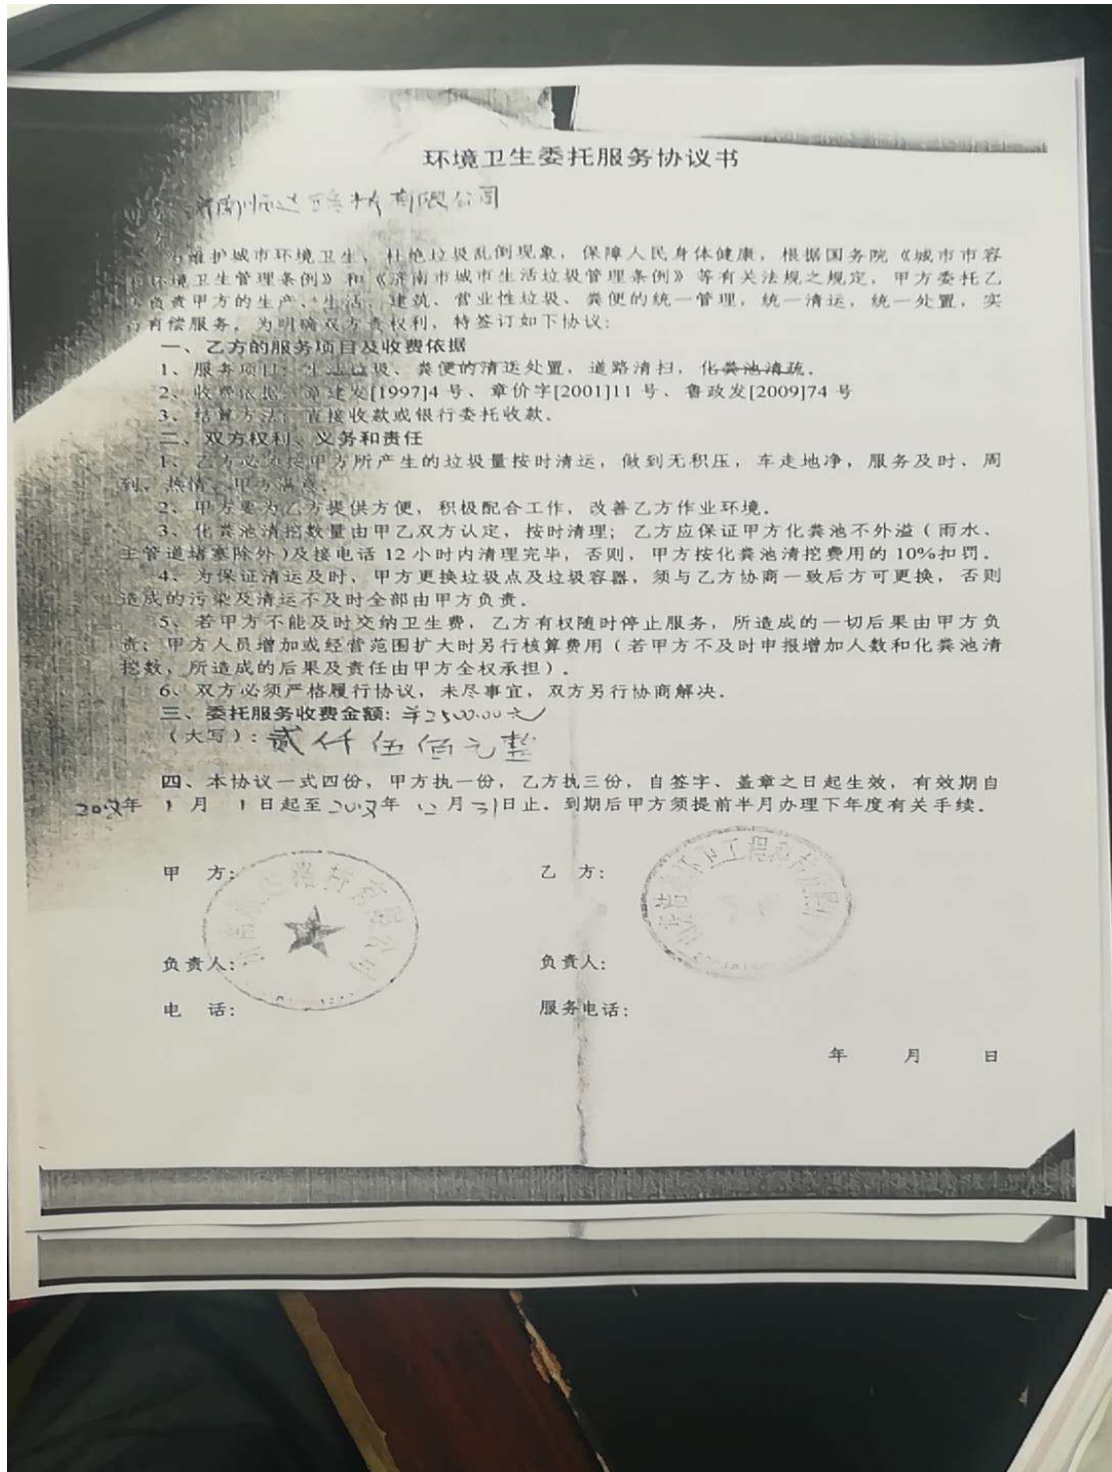 环境卫生委托服务协议书
有限公司
为维护城市环境卫生、杜绝垃圾乱倒现象，保障人民身体健康，根据国务院《城市市容
环境卫生管理条例》和《济南市城市生活垃圾管理条例》等有关法规之规定，甲方委托乙
负责甲方的生产、生活、建筑、营业性垃圾、粪便的统一管理，统一清运，统一处置，实
行有偿服务。为明确双方责权利，特签订如下协议：
一、乙方的服务项目及收费依据
1、服务项目：生活垃圾、粪便的清运处置，道路清扫，化粪池清疏。
2、收费依据：章建发[1997]4 号、章价字[2001]11 号、鲁政发[2009]74 号
3、结算方法：直接收款或银行委托收款。
二、双方权利、义务和责任
1、乙方必须按甲方所产生的垃圾量按时清运，做到无积压，车走地净，服务及时、周
到、热情、甲方满意。
2、甲方要为乙方提供方便，积极配合工作，改善乙方作业环境。
3、化粪池清挖数量由甲乙双方认定，按时清理；乙方应保证甲方化粪池不外溢（雨水、
主管道堵塞除外）及接电话 12 小时内清理完毕，否则，甲方按化粪池清挖费用的 10%扣罚。
4、为保证清运及时，甲方更换垃圾点及垃圾容器，须与乙方协商一致后方可更换，否则
造成的污染及清运不及时全部由甲方负责。
5、若甲方不能及时交纳卫生费，乙方有权随时停止服务，所造成的一切后果由甲方负
责；甲方人员增加或经营范围扩大时另行核算费用（若甲方不及时申报增加人数和化粪池清
挖数，所造成的后果及责任由甲方全权承担）。
6、双方必须严格履行协议，未尽事宜，双方另行协商解决。
三、委托服务收费金额：￥2500.00元
（大写）：贰仟伍佰元整
四、本协议一式四份，甲方执一份，乙方执三份，自签字、盖章之日起生效，有效期自
年 1 月 1 日起至 年 12 月 31 日止。到期后甲方须提前半月办理下年度有关手续。
甲 方： 乙 方：
负责人： 负责人：
电 话： 服务电话：
年 月 日